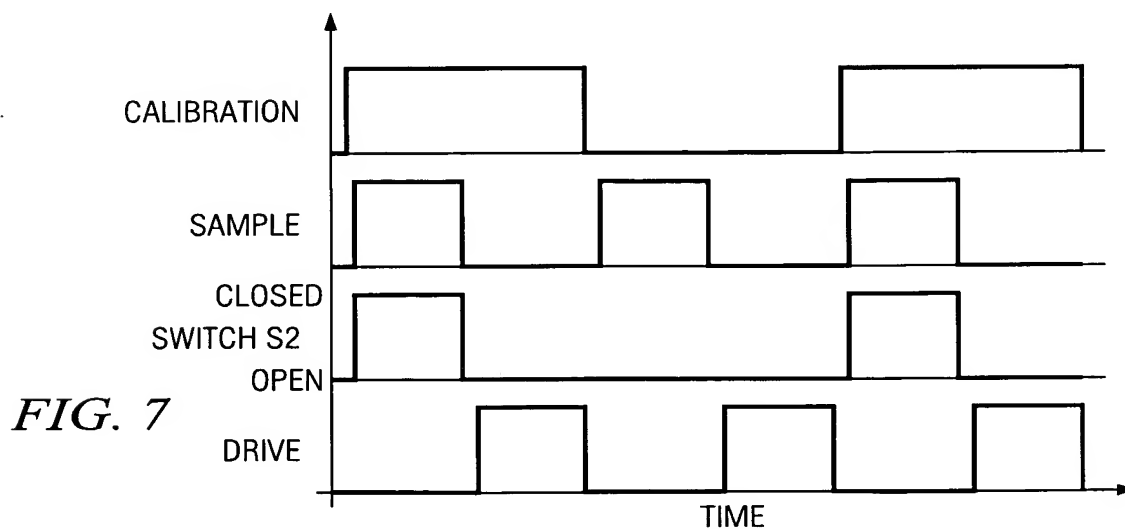 CALIBRATION
SAMPLE
CLOSED
SWITCH S2
OPEN
FIG. 7
DRIVE
TIME